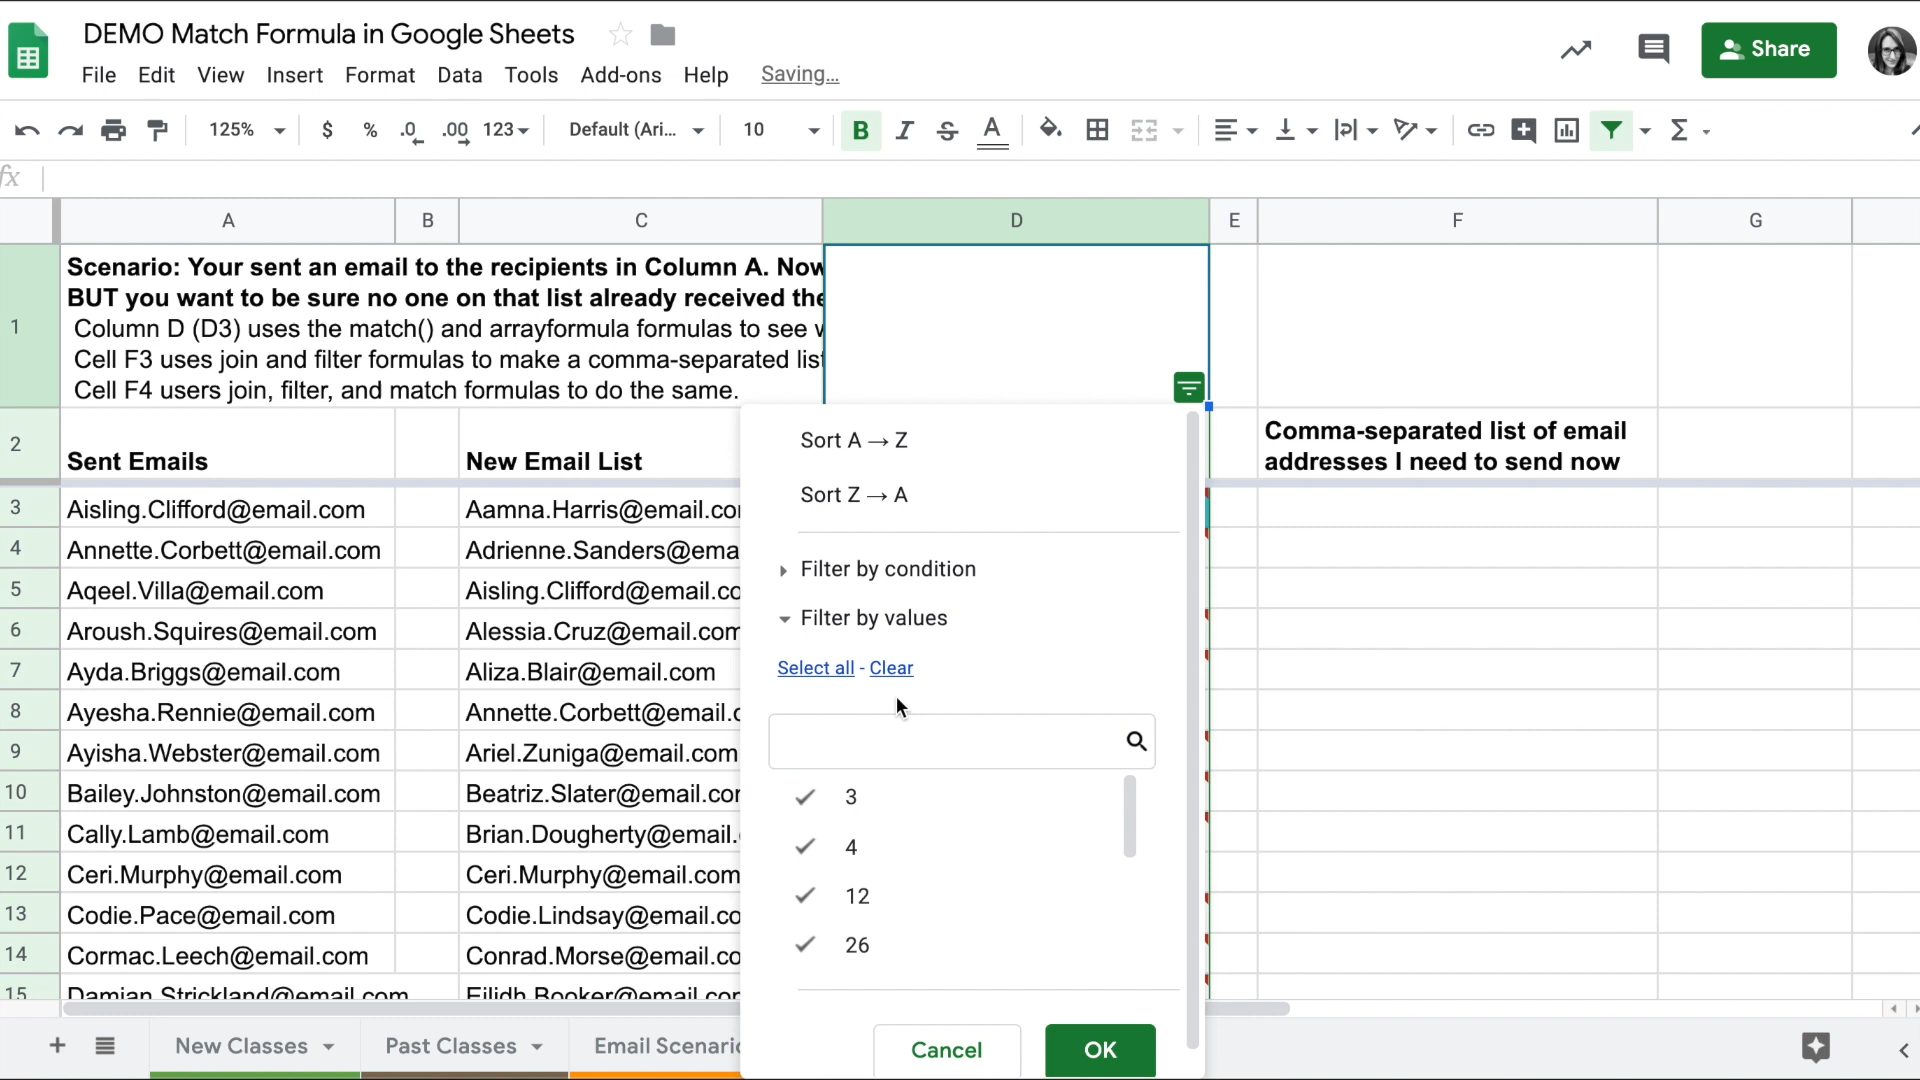 DEMO Match Formula in Google Sheets
Share
File Edit View Insert Format Data Tools Add-ons Help Saving...
125% $ % .0 .00 123 Default (Ari... 10 B I S A Σ
fx
A B C D E F G
1
Scenario: Your sent an email to the recipients in Column A. Now
BUT you want to be sure no one on that list already received the
Column D (D3) uses the match() and arrayformula formulas to see
Cell F3 uses join and filter formulas to make a comma-separated list
Cell F4 users join, filter, and match formulas to do the same.
2 Sent Emails New Email List
Comma-separated list of email
addresses I need to send now
3 Aisling.Clifford@email.com Aamna.Harris@email.co
4 Annette.Corbett@email.com Adrienne.Sanders@ema
5 Aqeel.Villa@email.com Aisling.Clifford@email.co
6 Aroush.Squires@email.com Alessia.Cruz@email.com
7 Ayda.Briggs@email.com Aliza.Blair@email.com
8 Ayesha.Rennie@email.com Annette.Corbett@email.c
9 Ayisha.Webster@email.com Ariel.Zuniga@email.com
10 Bailey.Johnston@email.com Beatriz.Slater@email.co
11 Cally.Lamb@email.com Brian.Dougherty@email.
12 Ceri.Murphy@email.com Ceri.Murphy@email.com
13 Codie.Pace@email.com Codie.Lindsay@email.co
14 Cormac.Leech@email.com Conrad.Morse@email.co
15 Damian.Strickland@email.com Eilidh.Booker@email.co
Sort A → Z
Sort Z → A
Filter by condition
Filter by values
Select all - Clear
3
4
12
26
Cancel OK
New Classes Past Classes Email Scenario